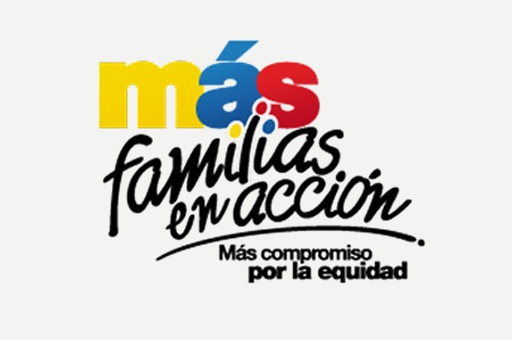 más
familias
en acción
Más compromiso
por la equidad